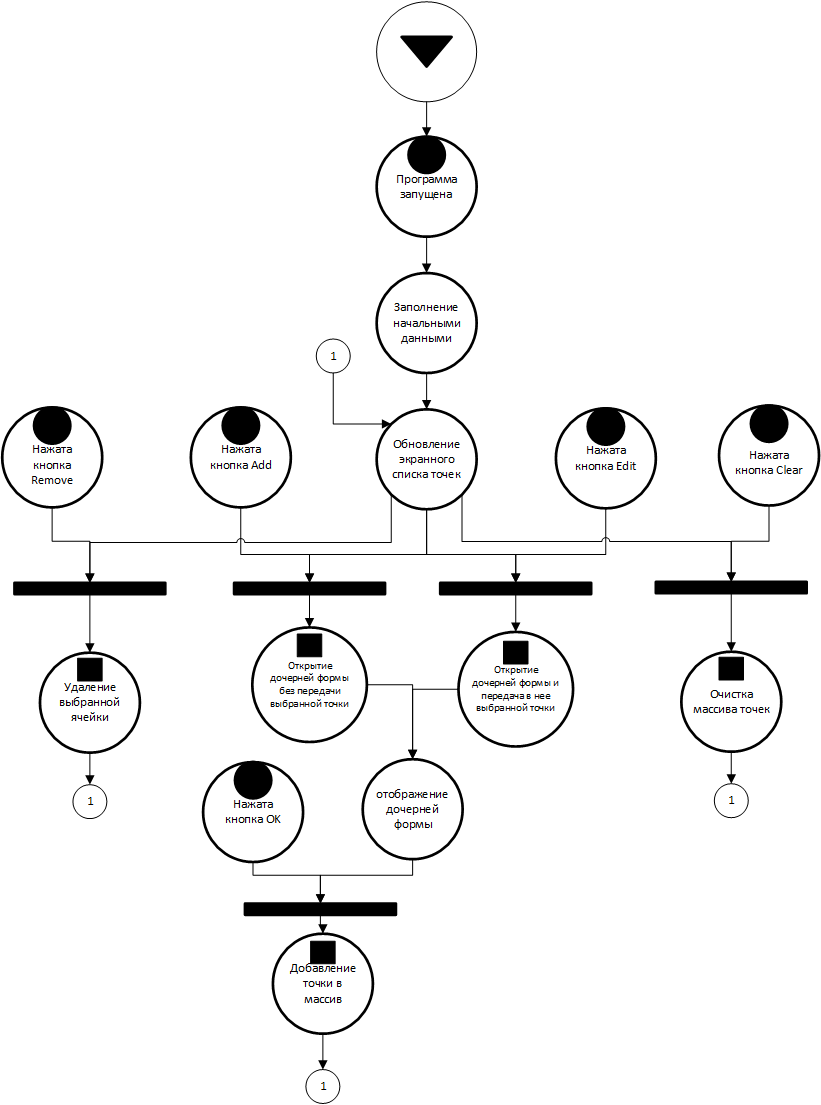 Программа
запущена
Заполнение
начальными
данными
1
Нажата
кнопка
Remove
Нажата
кнопка Add
Обновление
экранного
списка точек
Нажата
кнопка Edit
Нажата
кнопка Clear
Удаление
выбранной
ячейки
Открытие
дочерней формы
без передачи
выбранной точки
Открытие
дочерней формы и
передача в нее
выбранной точки
Очистка
массива точек
1
Нажата
кнопка OK
отображение
дочерней
формы
1
Добавление
точки в
массив
1